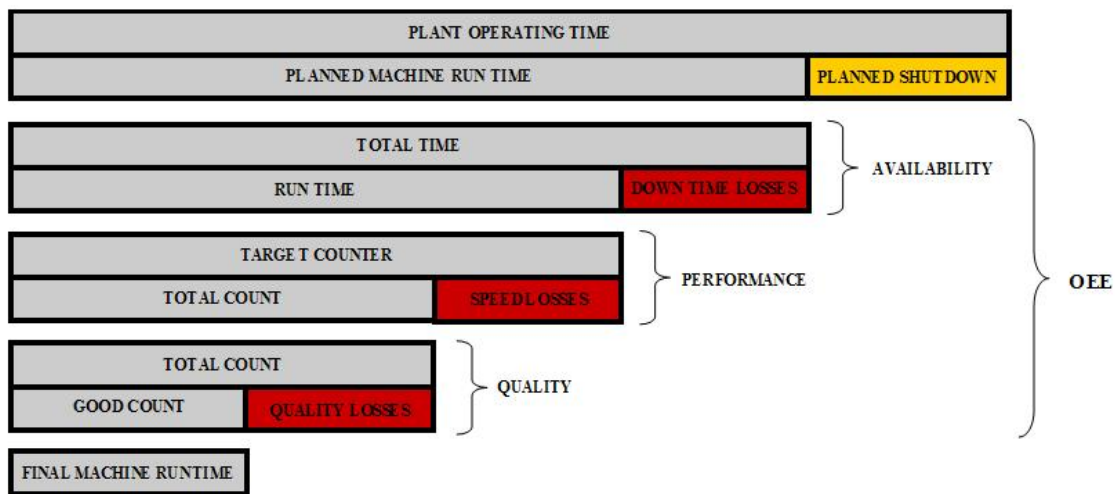 PLANT OPERATING TIME
PLANNED MACHINE RUN TIME
PLANNED SHUTDOWN
TOTAL TIME
RUN TIME
DOWN TIME LOSSES
AVAILABILITY
TARGET COUNTER
TOTAL COUNT
SPEED LOSSES
PERFORMANCE
OEE
TOTAL COUNT
GOOD COUNT
QUALITY LOSSES
QUALITY
FINAL MACHINE RUNTIME